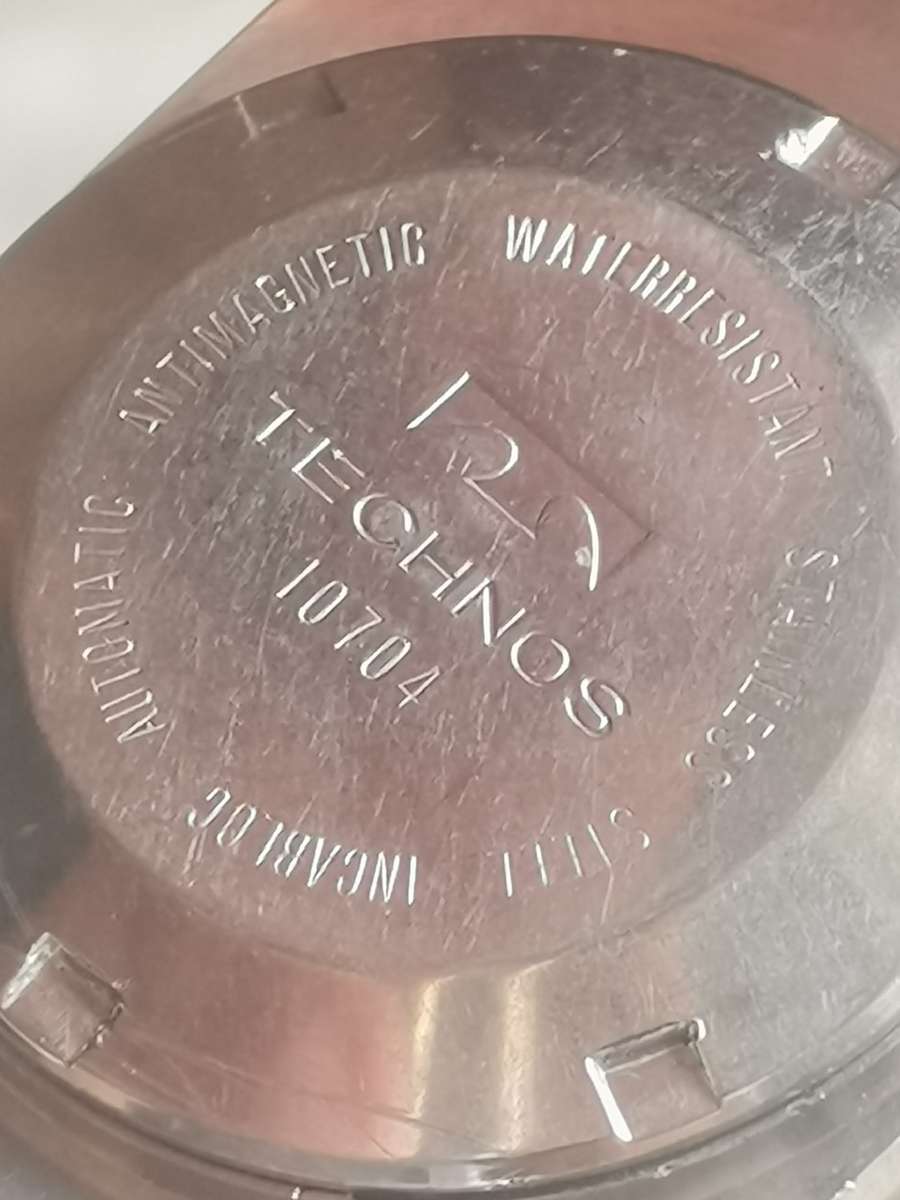 TECHNOS
10704
WATERRESISTANT STAINLESS STEEL INCABLOC AUTOMATIC ANTIMAGNETIC